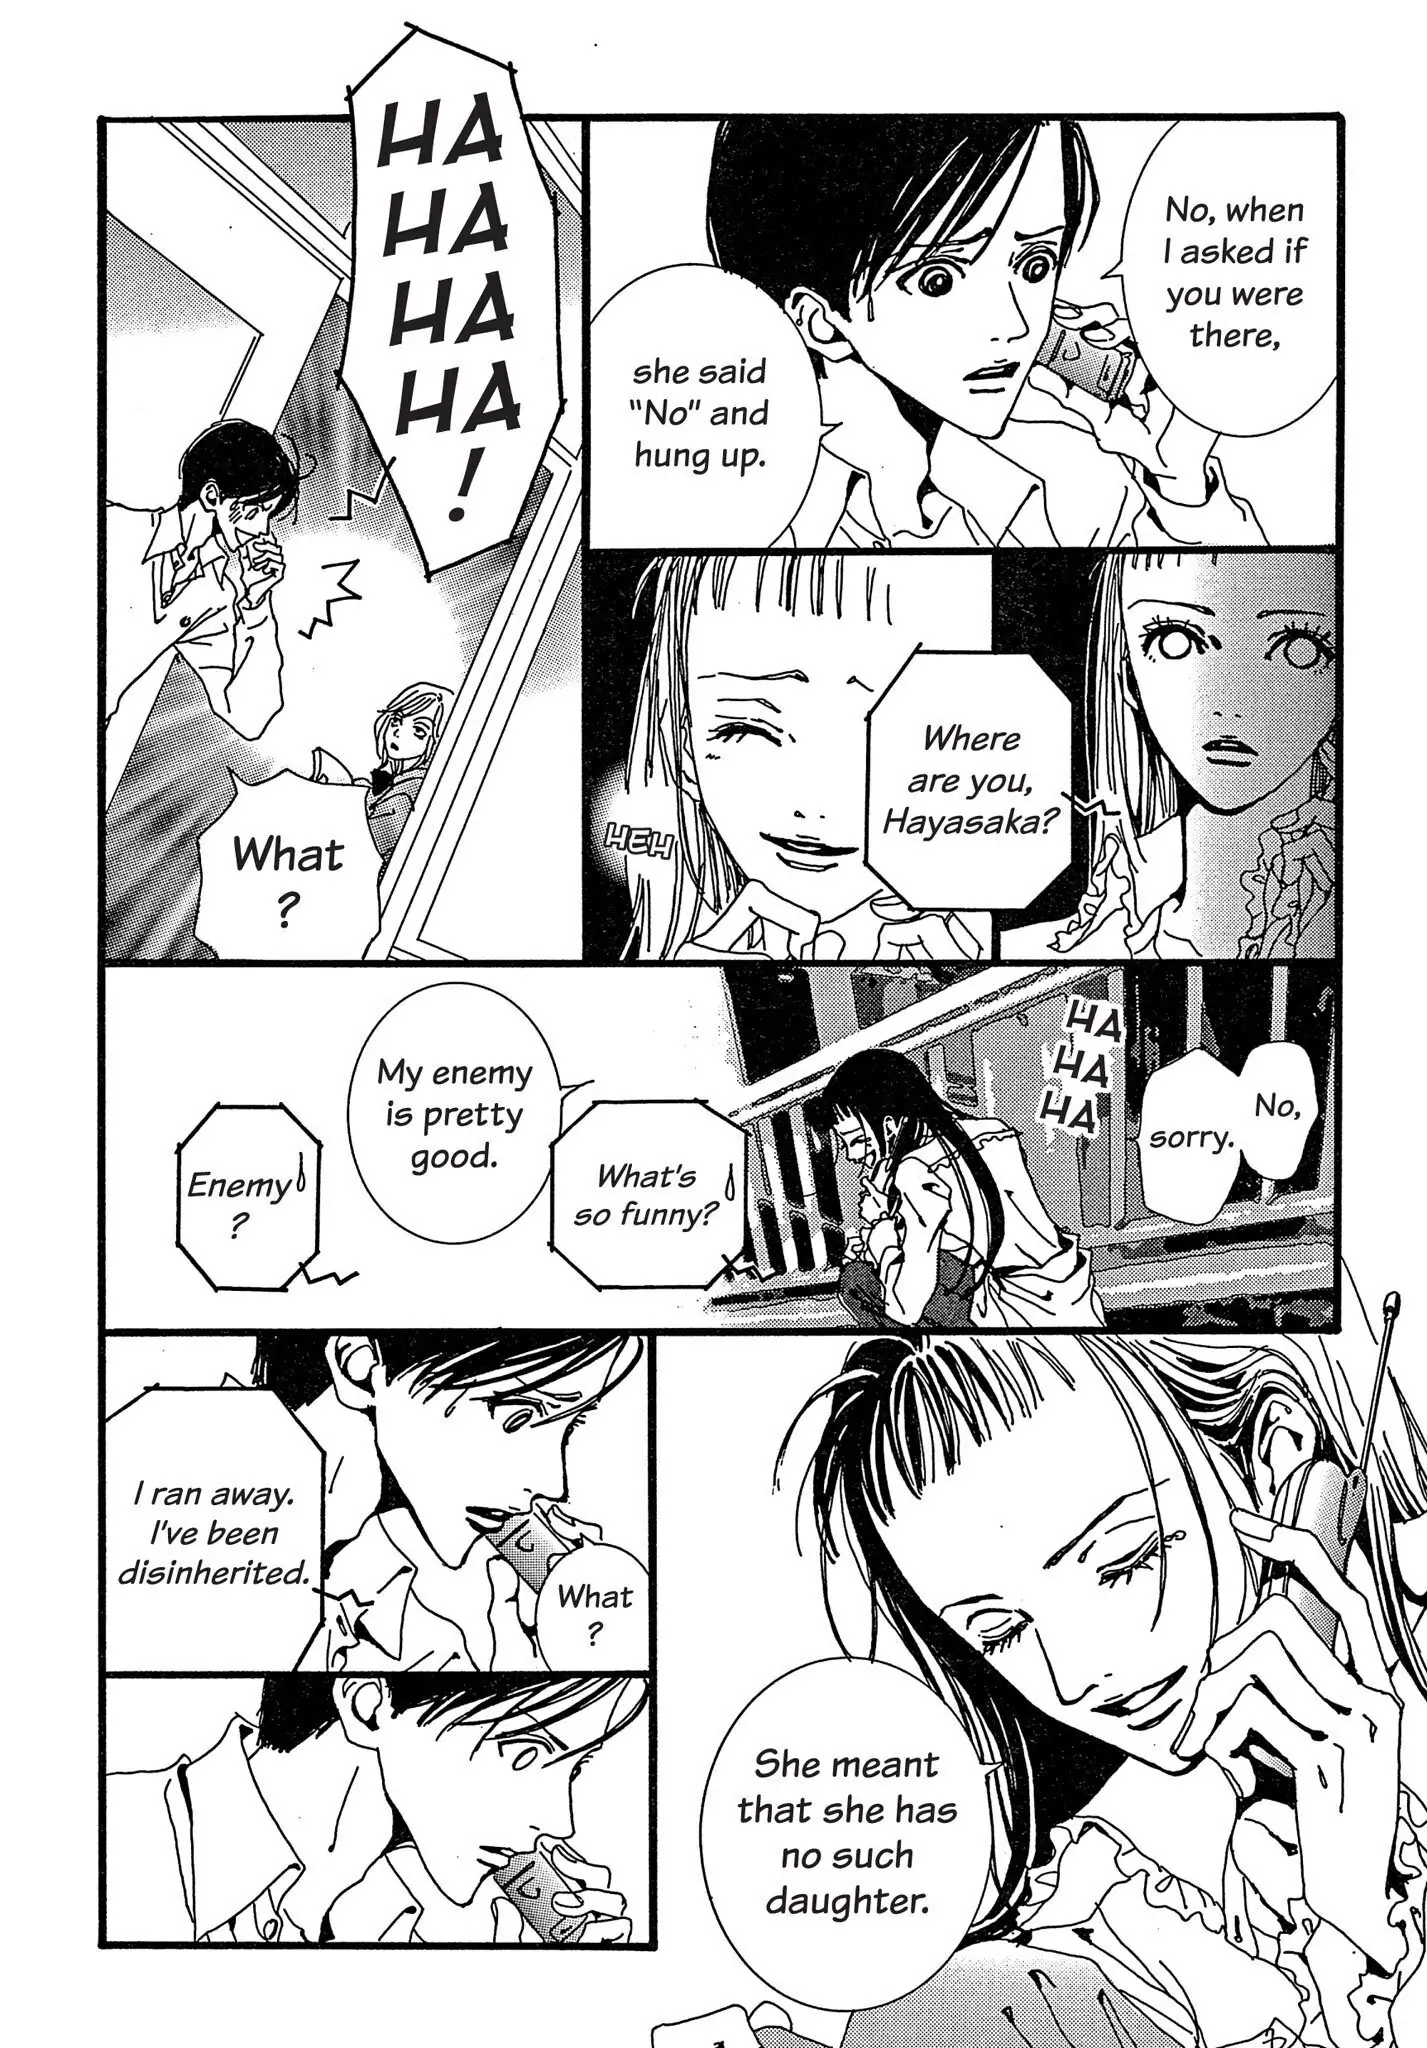 No, when
I asked if
you were
there,
she said
“No” and
hung up.
Where
are you,
Hayasaka?
HEH
HA
HA
HA
HA
!
What
?
No,
sorry.
HA
HA
HA
What's
so funny?
My enemy
is pretty
good.
Enemy
?
She meant
that she has
no such
daughter.
What
?
I ran away.
I've been
disinherited.